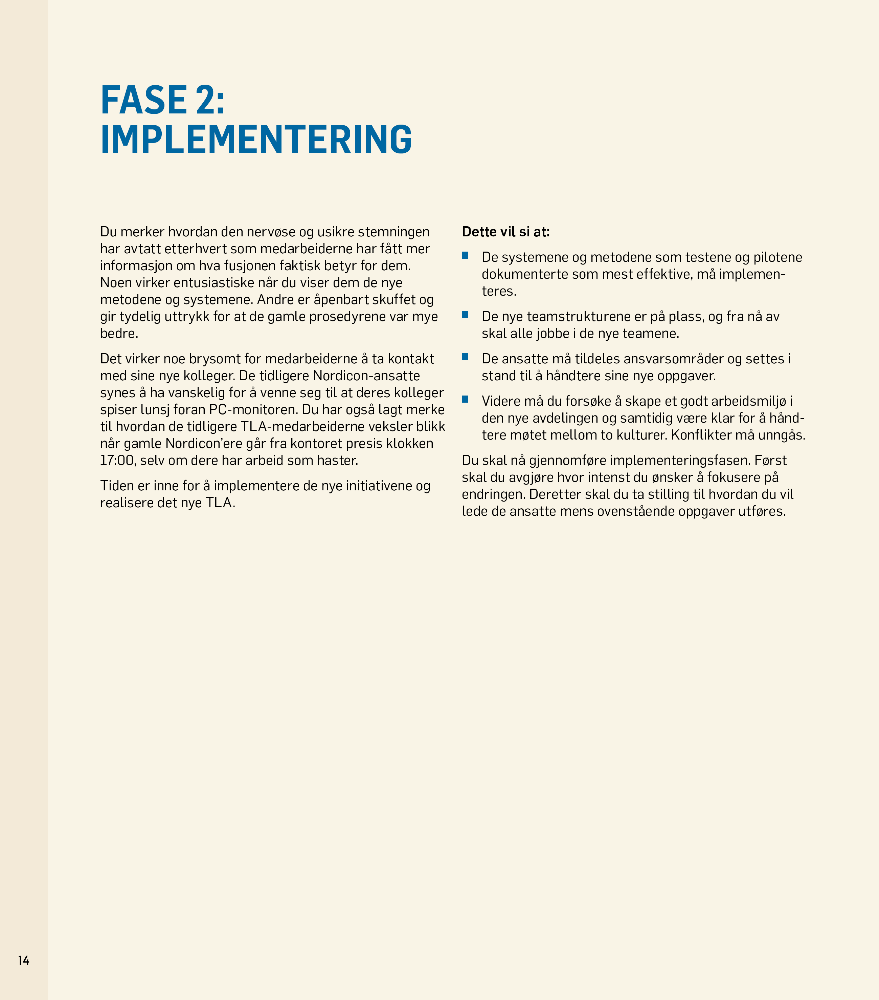 FASE 2:
IMPLEMENTERING
Du merker hvordan den nervøse og usikre stemningen
har avtatt etterhvert som medarbeiderne har fått mer
informasjon om hva fusjonen faktisk betyr for dem.
Noen virker entusiastiske når du viser dem de nye
metodene og systemene. Andre er åpenbart skuffet og
gir tydelig uttrykk for at de gamle prosedyrene var mye
bedre.
Det virker noe brysomt for medarbeiderne å ta kontakt
med sine nye kolleger. De tidligere Nordicon-ansatte
synes å ha vanskelig for å venne seg til at deres kolleger
spiser lunsj foran PC-monitoren. Du har også lagt merke
til hvordan de tidligere TLA-medarbeiderne veksler blikk
når gamle Nordicon’ere går fra kontoret presis klokken
17:00, selv om dere har arbeid som haster.
Tiden er inne for å implementere de nye initiativene og
realisere det nye TLA.
Dette vil si at:
■ De systemene og metodene som testene og pilotene
dokumenterte som mest effektive, må implemen-
teres.
■ De nye teamstrukturene er på plass, og fra nå av
skal alle jobbe i de nye teamene.
■ De ansatte må tildeles ansvarsområder og settes i
stand til å håndtere sine nye oppgaver.
■ Videre må du forsøke å skape et godt arbeidsmiljø i
den nye avdelingen og samtidig være klar for å hånd-
tere møtet mellom to kulturer. Konflikter må unngås.
Du skal nå gjennomføre implementeringsfasen. Først
skal du avgjøre hvor intenst du ønsker å fokusere på
endringen. Deretter skal du ta stilling til hvordan du vil
lede de ansatte mens ovenstående oppgaver utføres.
14